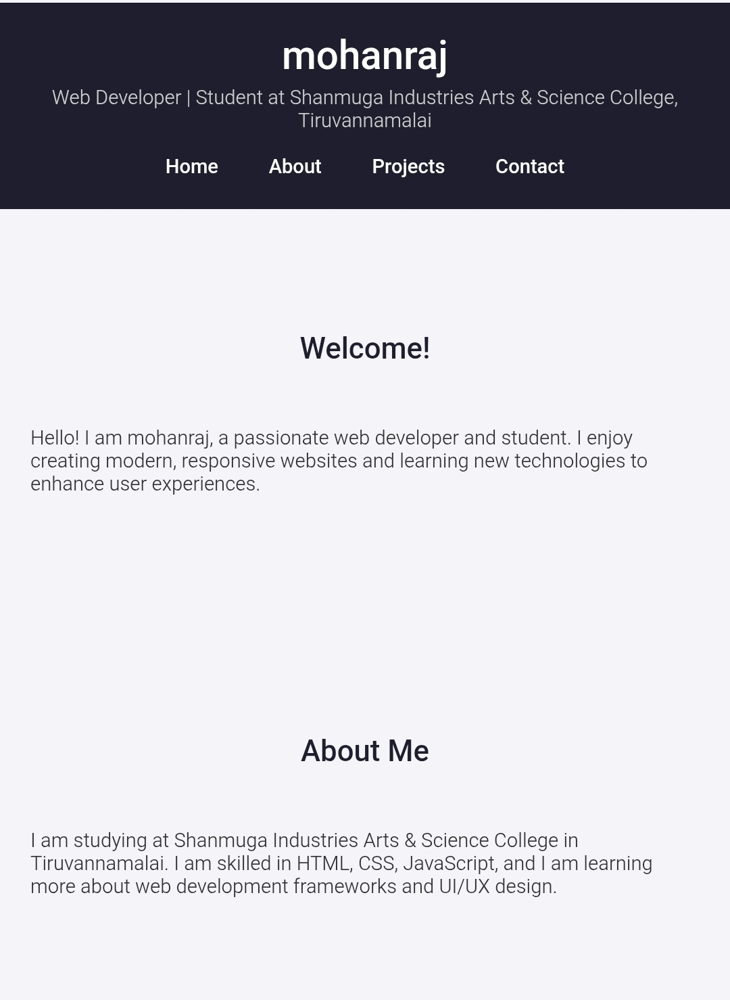 mohanraj
Web Developer | Student at Shanmuga Industries Arts & Science College,
Tiruvannamalai
Home About Projects Contact
Welcome!
Hello! I am mohanraj, a passionate web developer and student. I enjoy
creating modern, responsive websites and learning new technologies to
enhance user experiences.
About Me
I am studying at Shanmuga Industries Arts & Science College in
Tiruvannamalai. I am skilled in HTML, CSS, JavaScript, and I am learning
more about web development frameworks and UI/UX design.